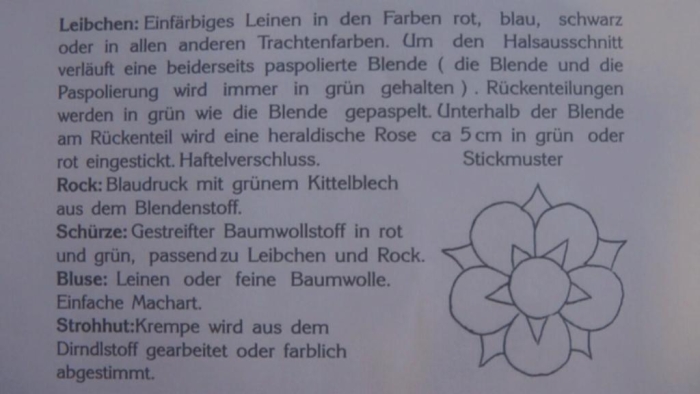 Leibchen: Einfärbiges Leinen in den Farben rot, blau, schwarz
oder in allen anderen Trachtenfarben. Um den Halsausschnitt
verläuft eine beiderseits paspolierte Blende ( die Blende und die
Paspolierung wird immer in grün gehalten ) . Rückenteilungen
werden in grün wie die Blende gepaspelt. Unterhalb der Blende
am Rückenteil wird eine heraldische Rose ca 5 cm in grün oder
rot eingestickt. Haftelverschluss. Stickmuster
Rock: Blaudruck mit grünem Kittelblech
aus dem Blendenstoff.
Schürze: Gestreifter Baumwollstoff in rot
und grün, passend zu Leibchen und Rock.
Bluse: Leinen oder feine Baumwolle.
Einfache Machart.
Strohhut:Krempe wird aus dem
Dirndlstoff gearbeitet oder farblich
abgestimmt.